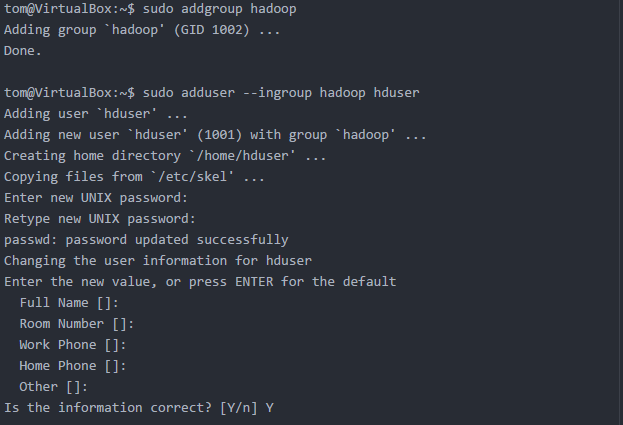 tom@VirtualBox:~$ sudo addgroup hadoop
Adding group `hadoop' (GID 1002) ...
Done.
tom@VirtualBox:~$ sudo adduser --ingroup hadoop hduser
Adding user `hduser' ...
Adding new user `hduser' (1001) with group `hadoop' ...
Creating home directory `/home/hduser' ...
Copying files from `/etc/skel' ...
Enter new UNIX password:
Retype new UNIX password:
passwd: password updated successfully
Changing the user information for hduser
Enter the new value, or press ENTER for the default
Full Name []:
Room Number []:
Work Phone []:
Home Phone []:
Other []:
Is the information correct? [Y/n] Y